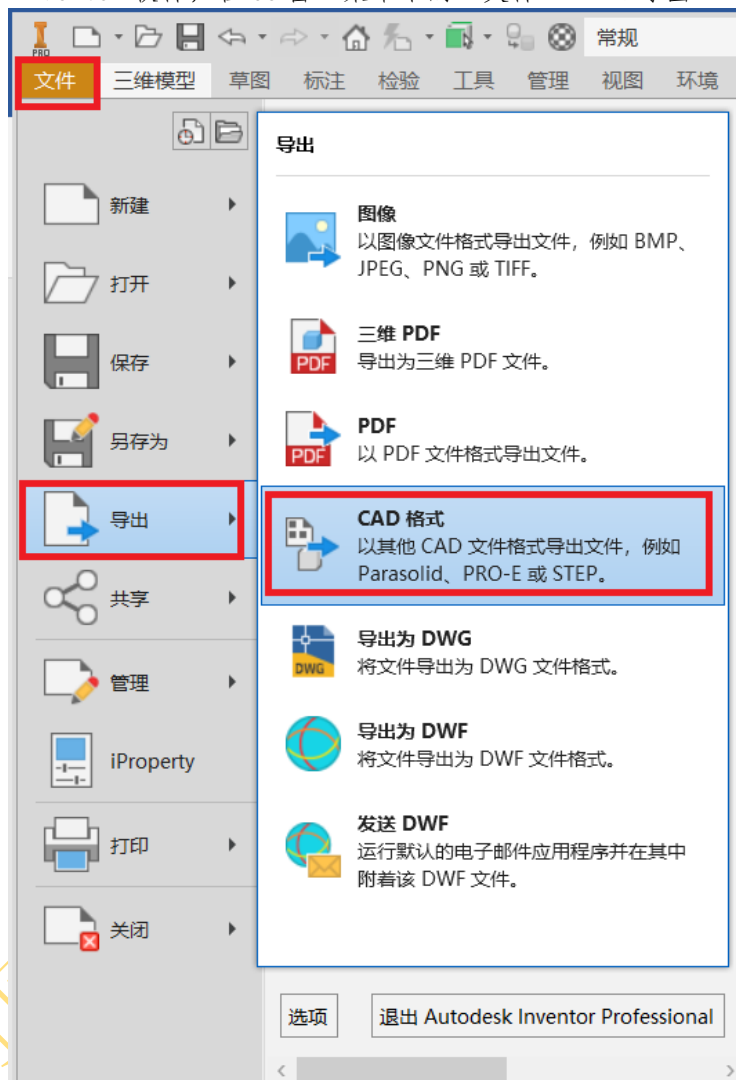 PRO
常规
文件 三维模型 草图 标注 检验 工具 管理 视图 环境
导出
新建
打开
保存
另存为
导出
共享
管理
iProperty
打印
关闭
图像
以图像文件格式导出文件，例如 BMP、
JPEG、PNG 或 TIFF。
PDF
三维 PDF
导出为三维 PDF 文件。
PDF
PDF
以 PDF 文件格式导出文件。
CAD 格式
以其他 CAD 文件格式导出文件，例如
Parasolid、PRO-E 或 STEP。
DWG
导出为 DWG
将文件导出为 DWG 文件格式。
导出为 DWF
将文件导出为 DWF 文件格式。
发送 DWF
运行默认的电子邮件应用程序并在其中
附着该 DWF 文件。
选项 退出 Autodesk Inventor Professional